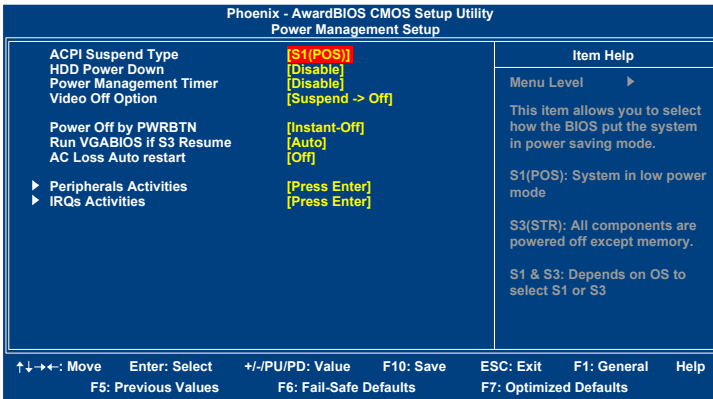 Phoenix - AwardBIOS CMOS Setup Utility
Power Management Setup
ACPI Suspend Type [S1(POS)]
HDD Power Down [Disable]
Power Management Timer [Disable]
Video Off Option [Suspend -> Off]
Power Off by PWRBTN [Instant-Off]
Run VGABIOS if S3 Resume [Auto]
AC Loss Auto restart [Off]
▶ Peripherals Activities [Press Enter]
▶ IRQs Activities [Press Enter]
Item Help
Menu Level ▶
This item allows you to select
how the BIOS put the system
in power saving mode.
S1(POS): System in low power
mode
S3(STR): All components are
powered off except memory.
S1 & S3: Depends on OS to
select S1 or S3
↑↓→←: Move Enter: Select +/-/PU/PD: Value F10: Save ESC: Exit F1: General Help
F5: Previous Values F6: Fail-Safe Defaults F7: Optimized Defaults